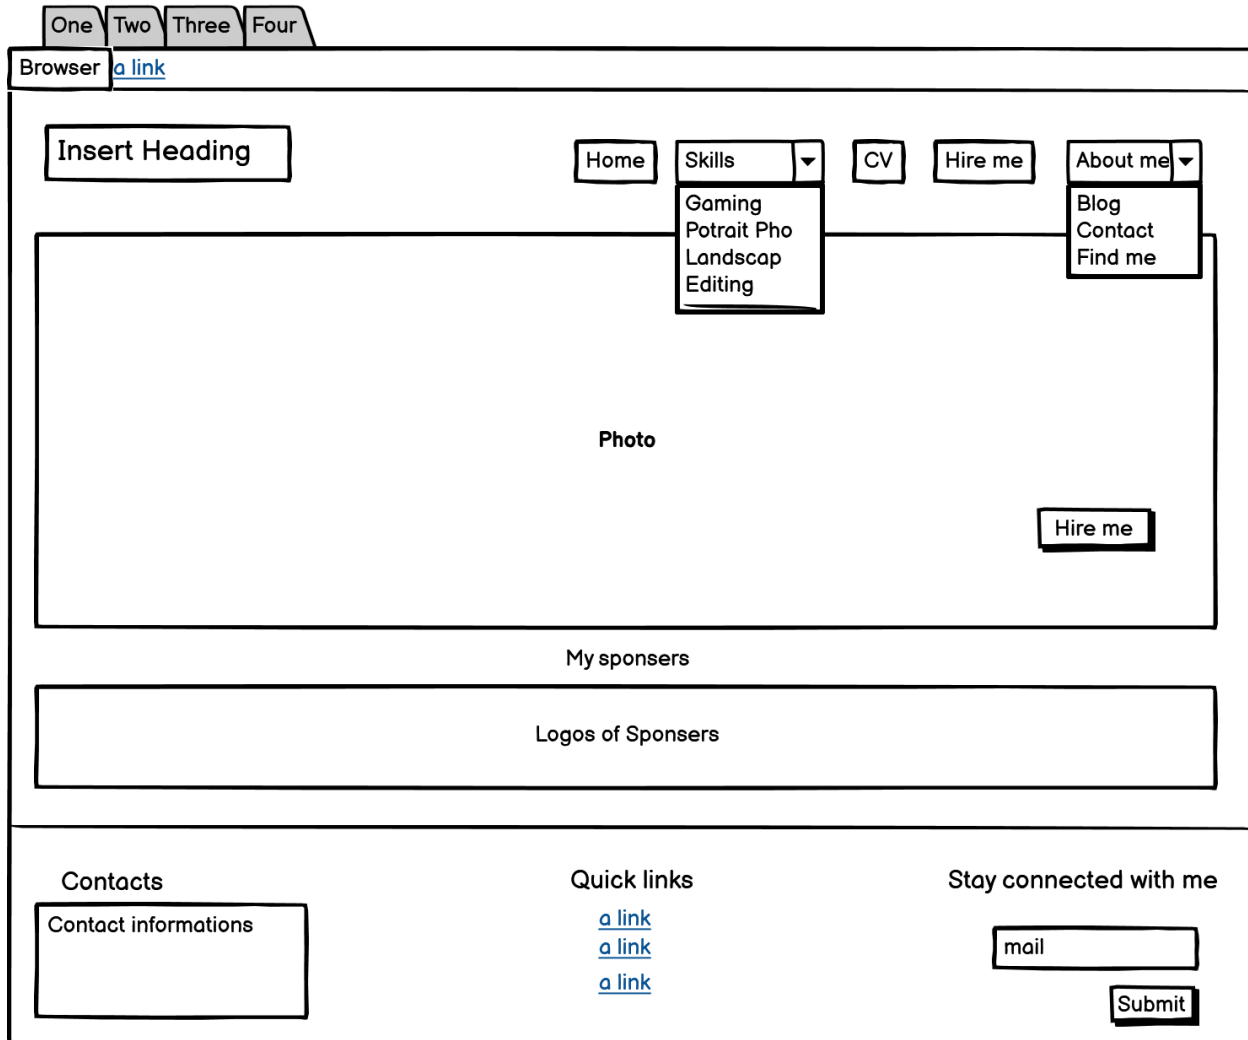 One Two Three Four
Browser a link
Insert Heading
Home Skills CV Hire me About me
Gaming
Potrait Pho
Landscap
Editing
Blog
Contact
Find me
Photo
Hire me
My sponsers
Logos of Sponsers
Contacts
Contact informations
Quick links
a link
a link
a link
Stay connected with me
mail
Submit